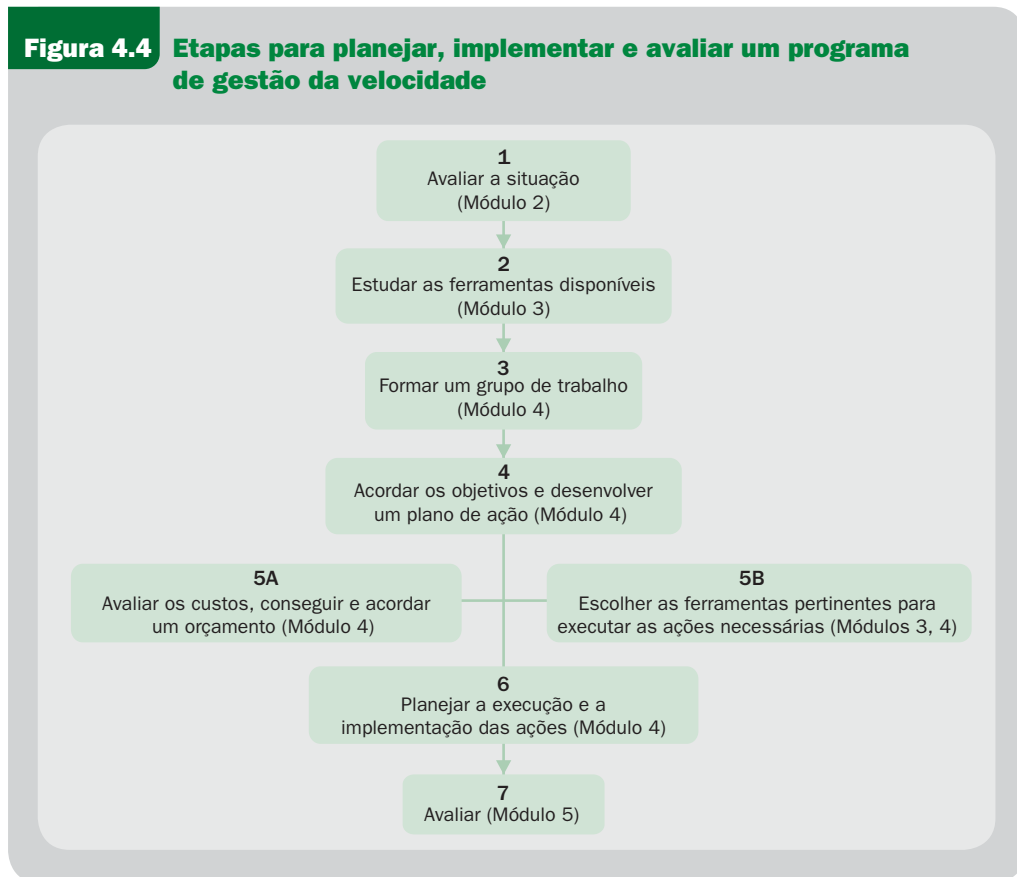 Figura 4.4
Etapas para planejar, implementar e avaliar um programa
de gestão da velocidade
1
Avaliar a situação
(Módulo 2)
2
Estudar as ferramentas disponíveis
(Módulo 3)
3
Formar um grupo de trabalho
(Módulo 4)
4
Acordar os objetivos e desenvolver
um plano de ação (Módulo 4)
5A
Avaliar os custos, conseguir e acordar
um orçamento (Módulo 4)
5B
Escolher as ferramentas pertinentes para
executar as ações necessárias (Módulos 3, 4)
6
Planejar a execução e a
implementação das ações (Módulo 4)
7
Avaliar (Módulo 5)